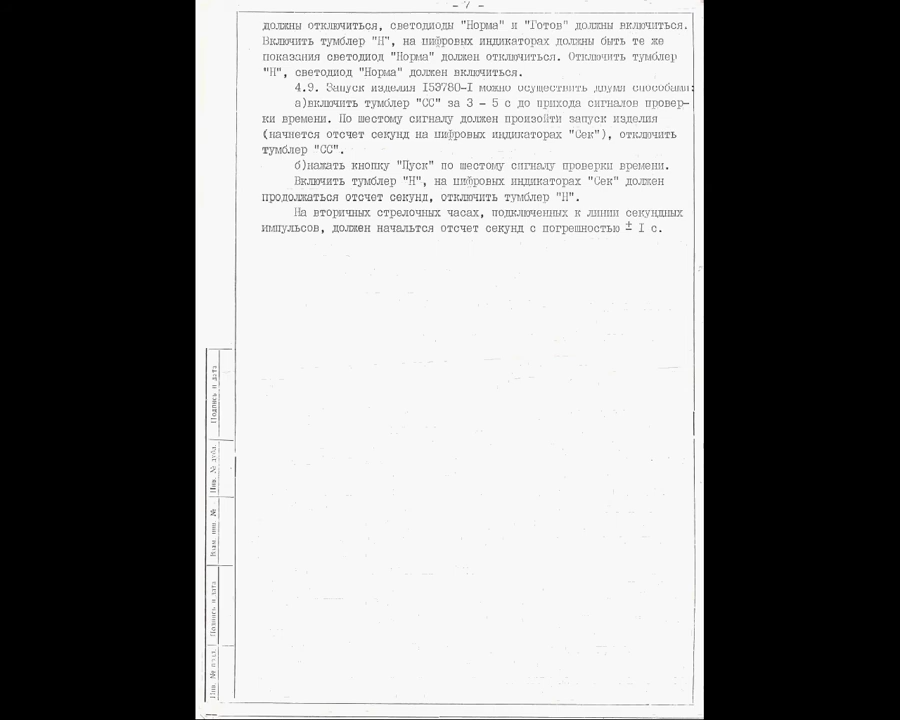 - 7 -
должны отключиться, светодиоды "Норма" и "Готов" должны включиться.
Включить тумблер "Н", на цифровых индикаторах должны быть те же
показания светодиод "Норма" должен отключиться. Отключить тумблер
"Н", светодиод "Норма" должен включиться.
4.9. Запуск изделия I53780-I можно осуществить двумя способами:
а)включить тумблер "СС" за 3 - 5 с до прихода сигналов провер-
ки времени. По шестому сигналу должен произойти запуск изделия
(начнется отсчет секунд на цифровых индикаторах "Сек"), отключить
тумблер "СС".
б)нажать кнопку "Пуск" по шестому сигналу проверки времени.
Включить тумблер "Н", на цифровых индикаторах "Сек" должен
продолжаться отсчет секунд, отключить тумблер "Н".
На вторичных стрелочных часах, подключенных к линии секундных
импульсов, должен начальтся отсчет секунд с погрешностью ± I с.
Подпись и дата
Инв. № дубл.
Взам. инв. №
Подпись и дата
Инв. № подл.